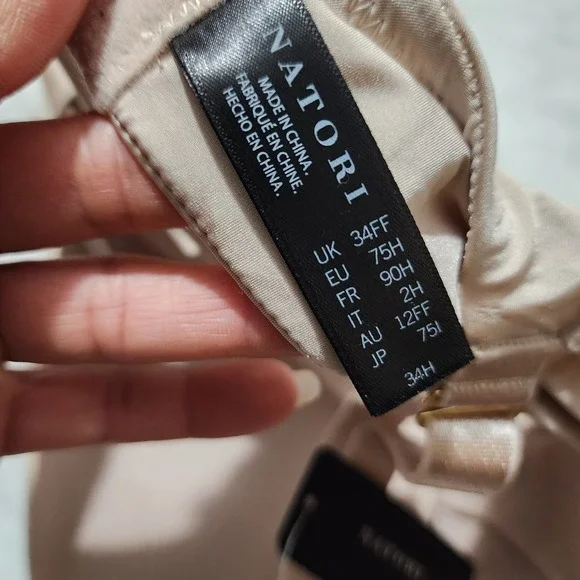 NATORI
MADE IN CHINA.
FABRIQUÉ EN CHINE.
HECHO EN CHINA.
UK 34FF
EU 75H
FR 90H
IT 2H
AU 12FF
JP 75I
34H
NATORI